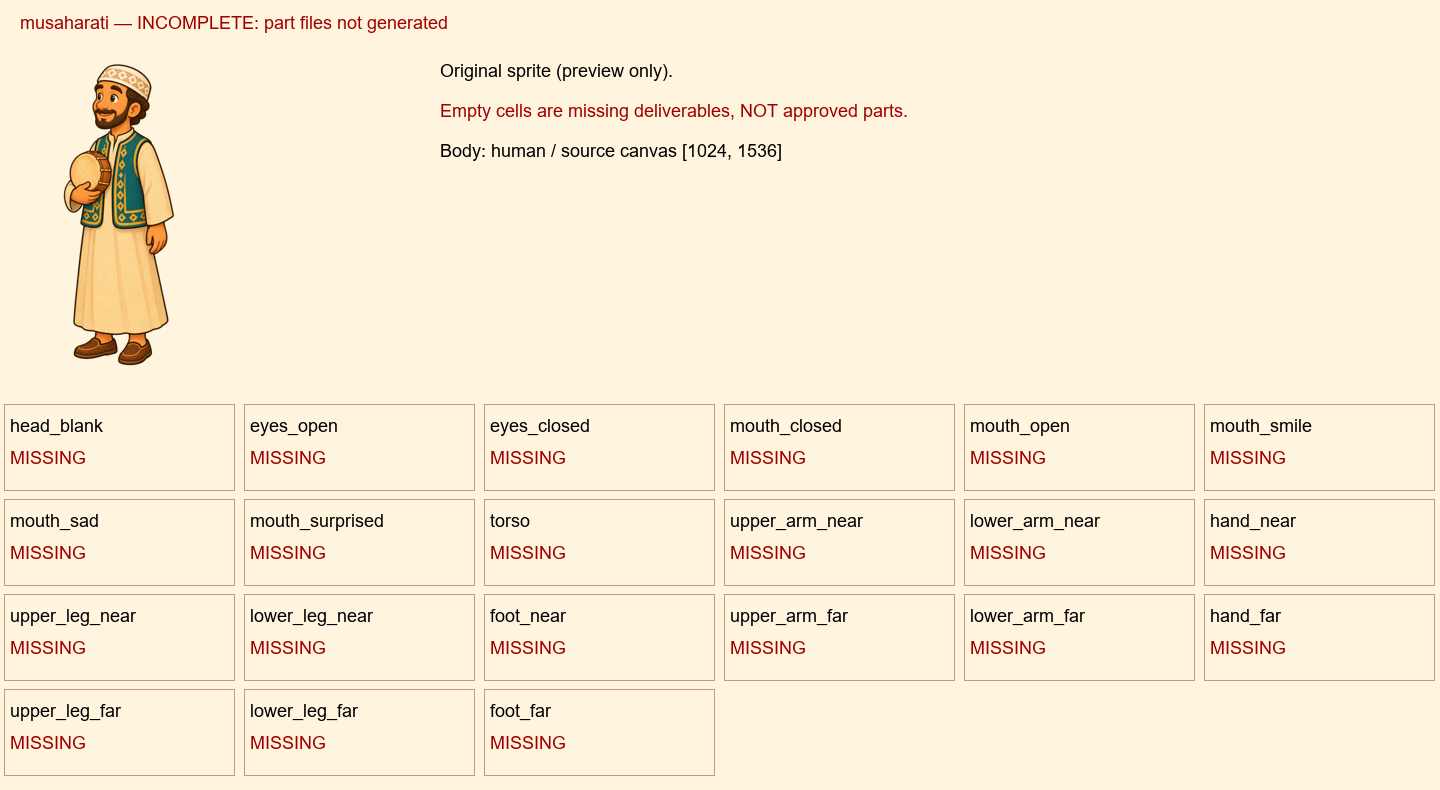 musaharati — INCOMPLETE: part files not generated
Original sprite (preview only).
Empty cells are missing deliverables, NOT approved parts.
Body: human / source canvas [1024, 1536]
head_blank
MISSING
eyes_open
MISSING
eyes_closed
MISSING
mouth_closed
MISSING
mouth_open
MISSING
mouth_smile
MISSING
mouth_sad
MISSING
mouth_surprised
MISSING
torso
MISSING
upper_arm_near
MISSING
lower_arm_near
MISSING
hand_near
MISSING
upper_leg_near
MISSING
lower_leg_near
MISSING
foot_near
MISSING
upper_arm_far
MISSING
lower_arm_far
MISSING
hand_far
MISSING
upper_leg_far
MISSING
lower_leg_far
MISSING
foot_far
MISSING